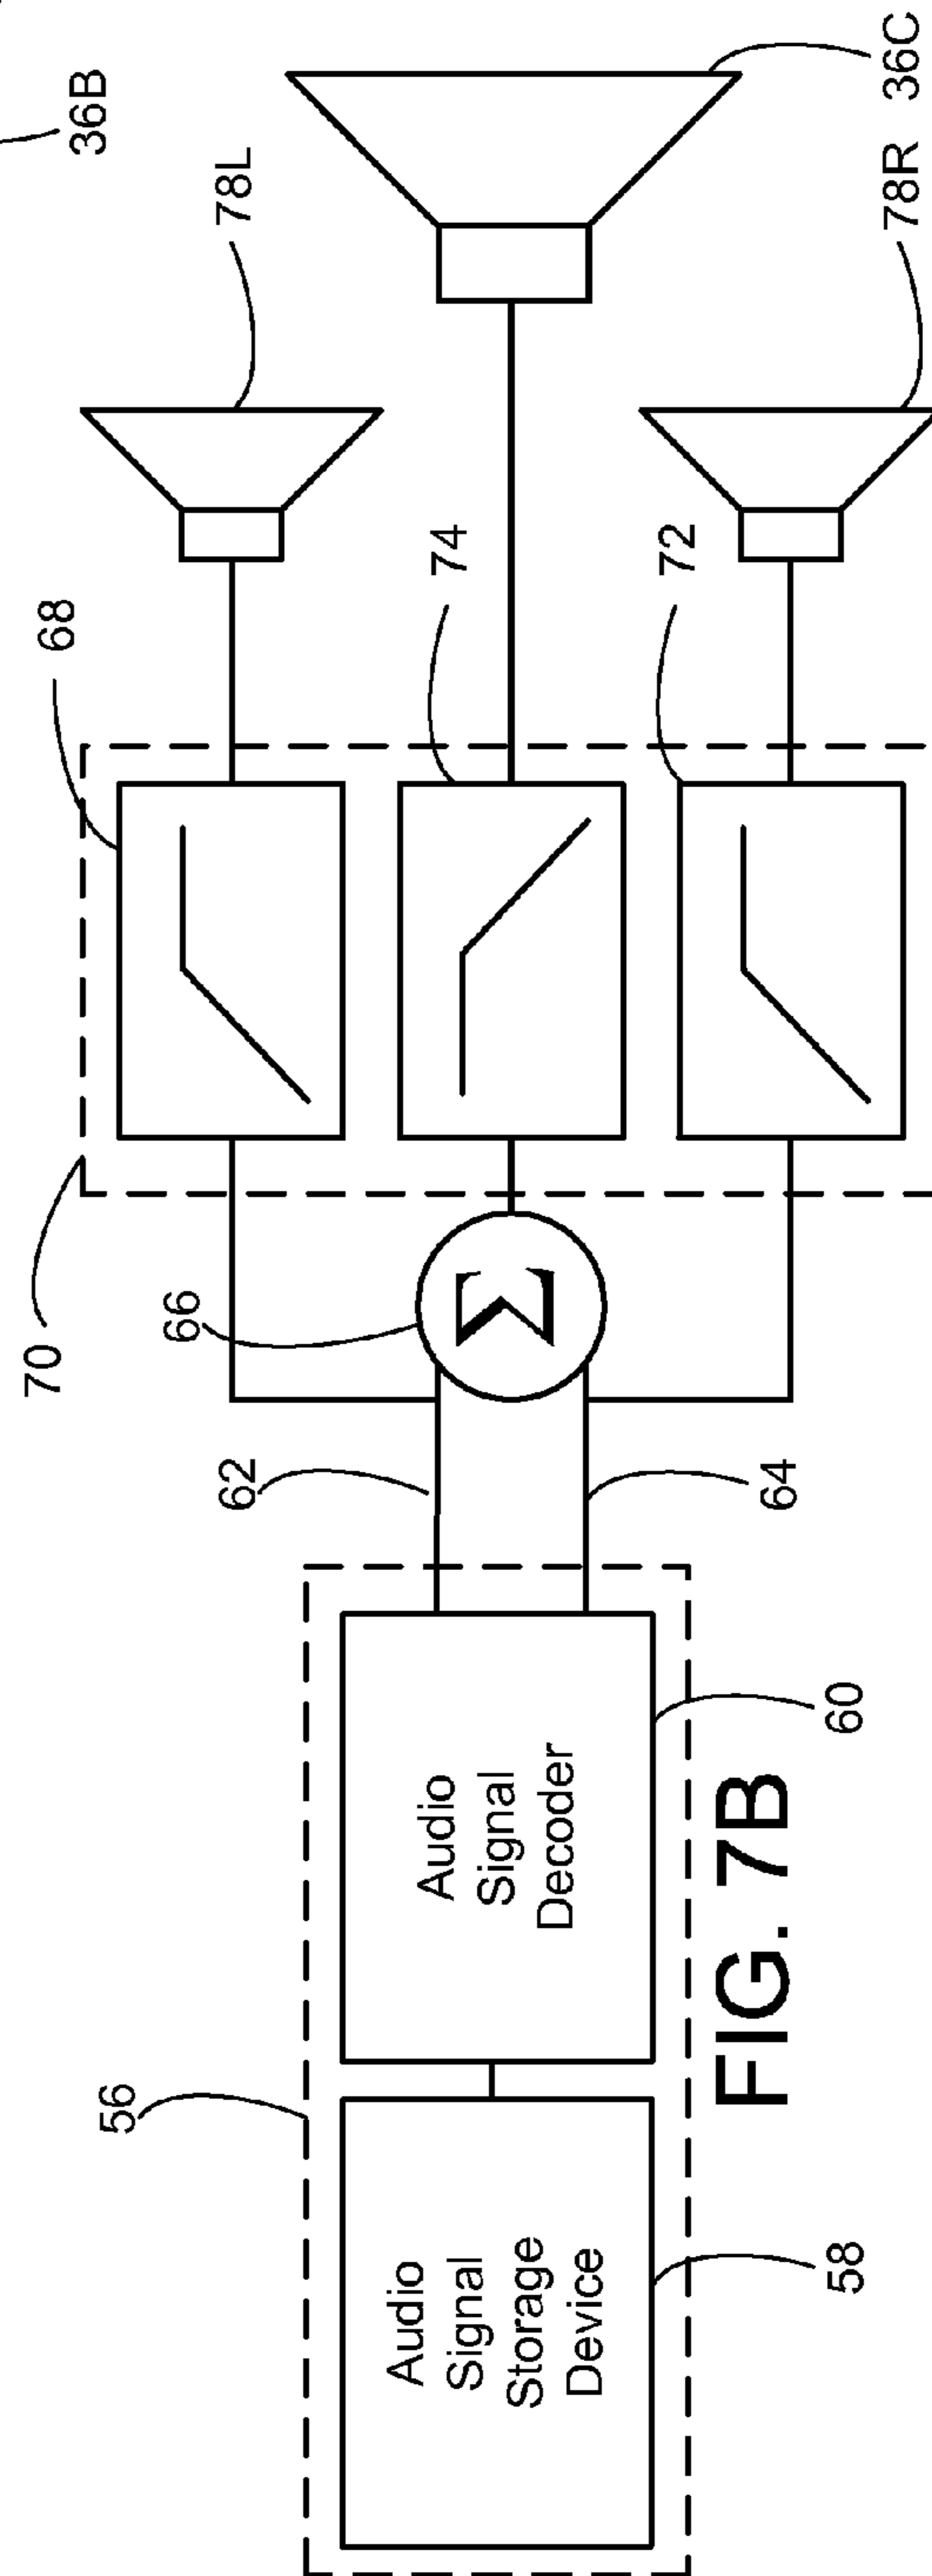 36B
78L
36C
78R
68
74
72
70
66
Σ
62
64
56
Audio
Signal
Storage
Device
Audio
Signal
Decoder
60
58
FIG. 7B